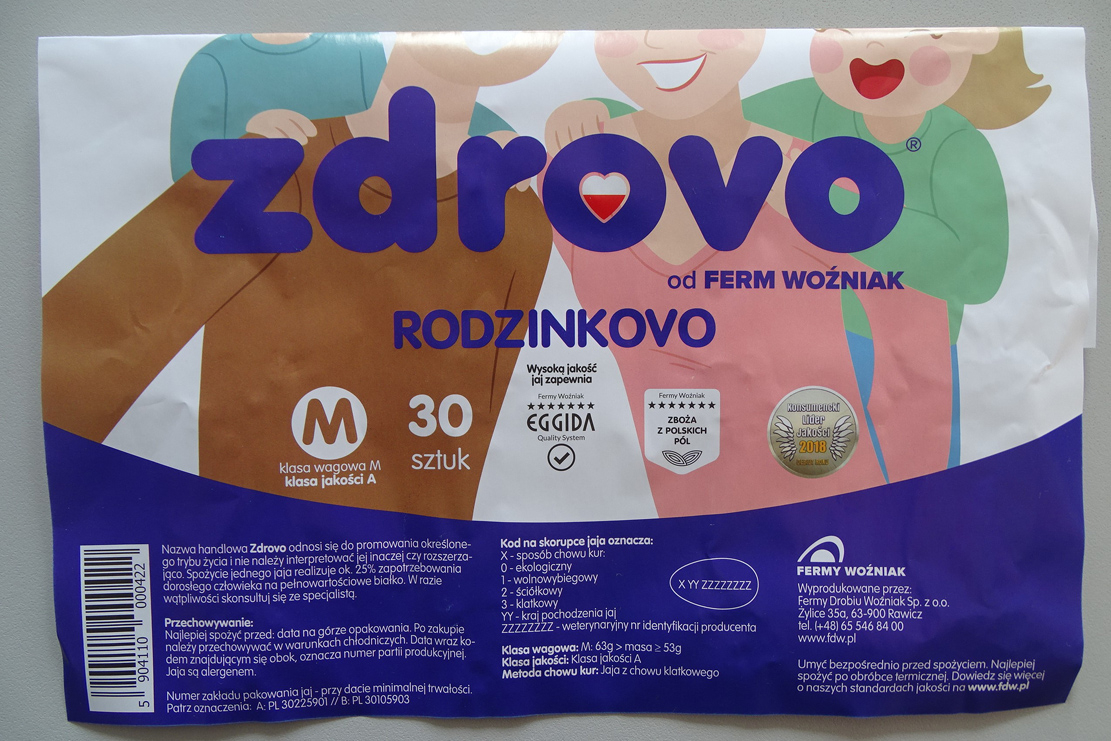 zdrovo®
od FERM WOŹNIAK
RODZINKOVO
M
klasa wagowa M
klasa jakości A
30
sztuk
Wysoką jakość
jaj zapewnia
Fermy Woźniak
EGGIDA
Quality System
Fermy Woźniak
ZBOŻA
Z POLSKICH
PÓL
Konsumencki
Lider
Jakości
2018
5 904110 000422
Nazwa handlowa Zdrovo odnosi się do promowania określone-
go trybu życia i nie należy interpretować jej inaczej czy rozszerza-
jąco. Spożycie jednego jaja realizuje ok. 25% zapotrzebowania
dorosłego człowieka na pełnowartościowe białko. W razie
wątpliwości skonsultuj się ze specjalistą.
Przechowywanie:
Najlepiej spożyć przed: data na górze opakowania. Po zakupie
należy przechowywać w warunkach chłodniczych. Data wraz ko-
dem znajdującym się obok, oznacza numer partii produkcyjnej.
Jaja są alergenem.
Numer zakładu pakowania jaj - przy dacie minimalnej trwałości.
Patrz oznaczenia: A: PL 30225901 // B: PL 30105903
Kod na skorupce jaja oznacza:
X - sposób chowu kur:
0 - ekologiczny
1 - wolnowybiegowy
2 - ściółkowy
3 - klatkowy
YY - kraj pochodzenia jaj
ZZZZZZZZ - weterynaryjny nr identyfikacji producenta
X YY ZZZZZZZZ
Klasa wagowa: M: 63g > masa ≥ 53g
Klasa jakości: Klasa jakości A
Metoda chowu kur: Jaja z chowu klatkowego
FERMY WOŹNIAK
Wyprodukowane przez:
Fermy Drobiu Woźniak Sp. z o.o.
Żylice 35a, 63-900 Rawicz
tel. (+48) 65 546 84 00
www.fdw.pl
Umyć bezpośrednio przed spożyciem. Najlepiej
spożyć po obróbce termicznej. Dowiedz się więcej
o naszych standardach jakości na www.fdw.pl